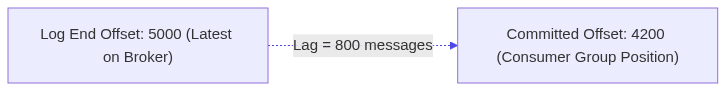 Log End Offset: 5000 (Latest
on Broker)
Lag = 800 messages
Committed Offset: 4200
(Consumer Group Position)